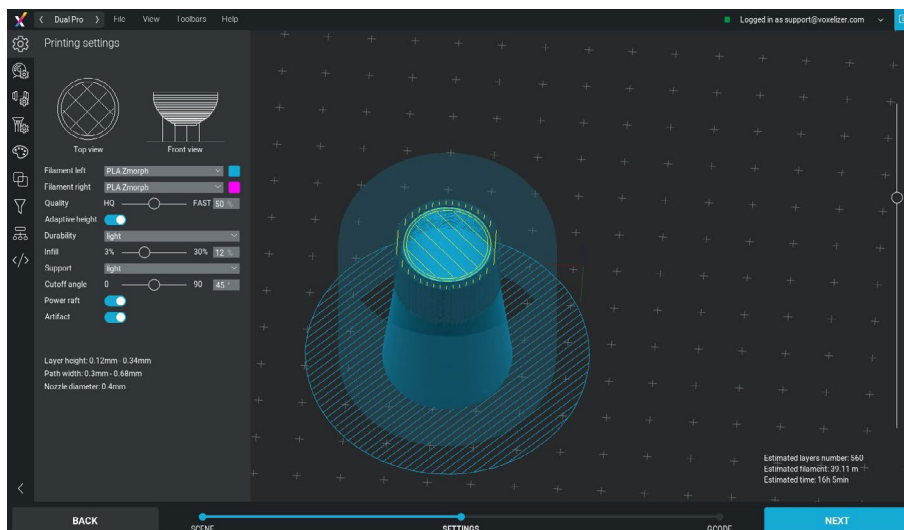 Dual Pro File View Toolbars Help Logged in as support@voxelizer.com
Printing settings
Top view Front view
Filament left PLA Zmorph
Filament right PLA Zmorph
Quality HQ FAST 50 %
Adaptive height
Durability light
Infill 3% 30% 12 %
Support light
Cutoff angle 0 90 45 °
Power raft
Artifact
Layer height: 0.12mm - 0.34mm
Path width: 0.3mm - 0.68mm
Nozzle diameter: 0.4mm
Estimated layers number: 560
Estimated filament: 39.11 m
Estimated time: 16h 5min
BACK SCENE SETTINGS GCODE NEXT